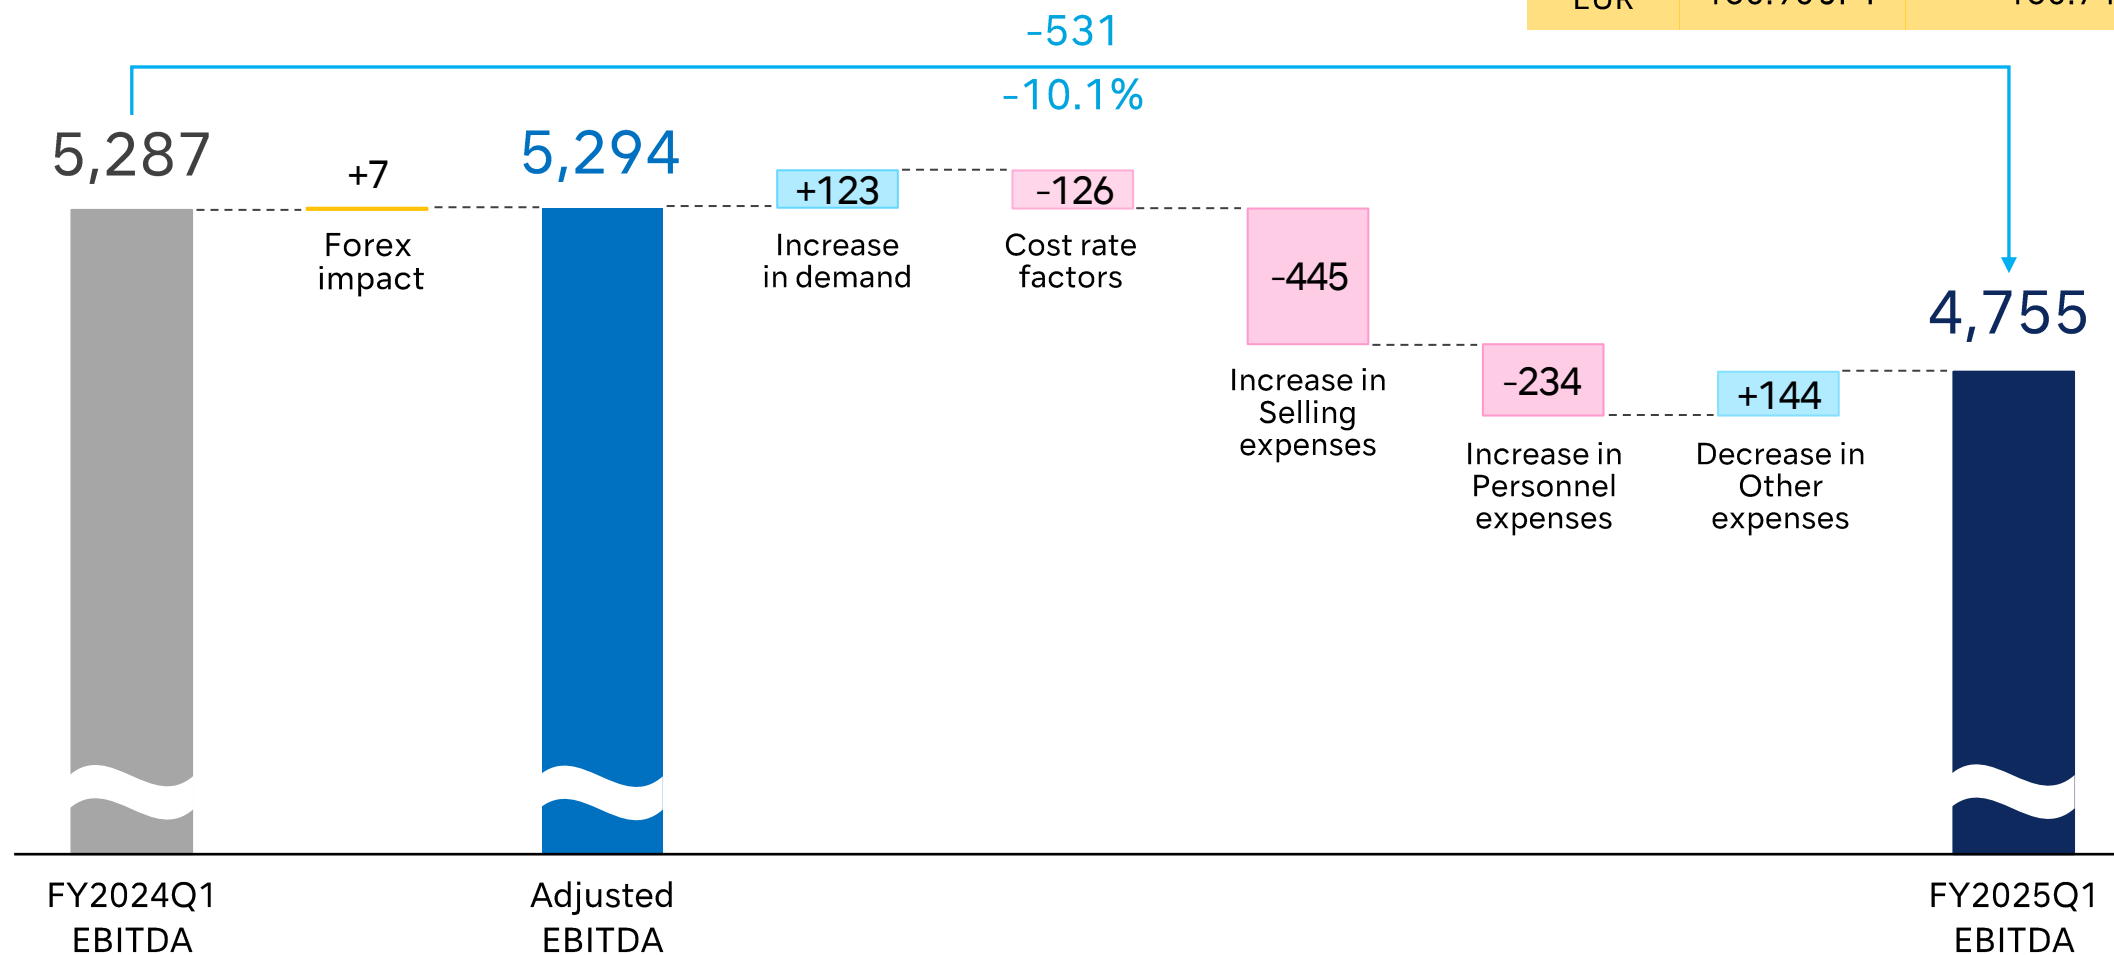 EUR
-531
-10.1%
5,287
+7
5,294
+123
-126
Forex
impact
Increase
in demand
Cost rate
factors
-445
4,755
Increase in
Selling
expenses
-234
+144
Increase in
Personnel
expenses
Decrease in
Other
expenses
FY2024Q1
EBITDA
Adjusted
EBITDA
FY2025Q1
EBITDA